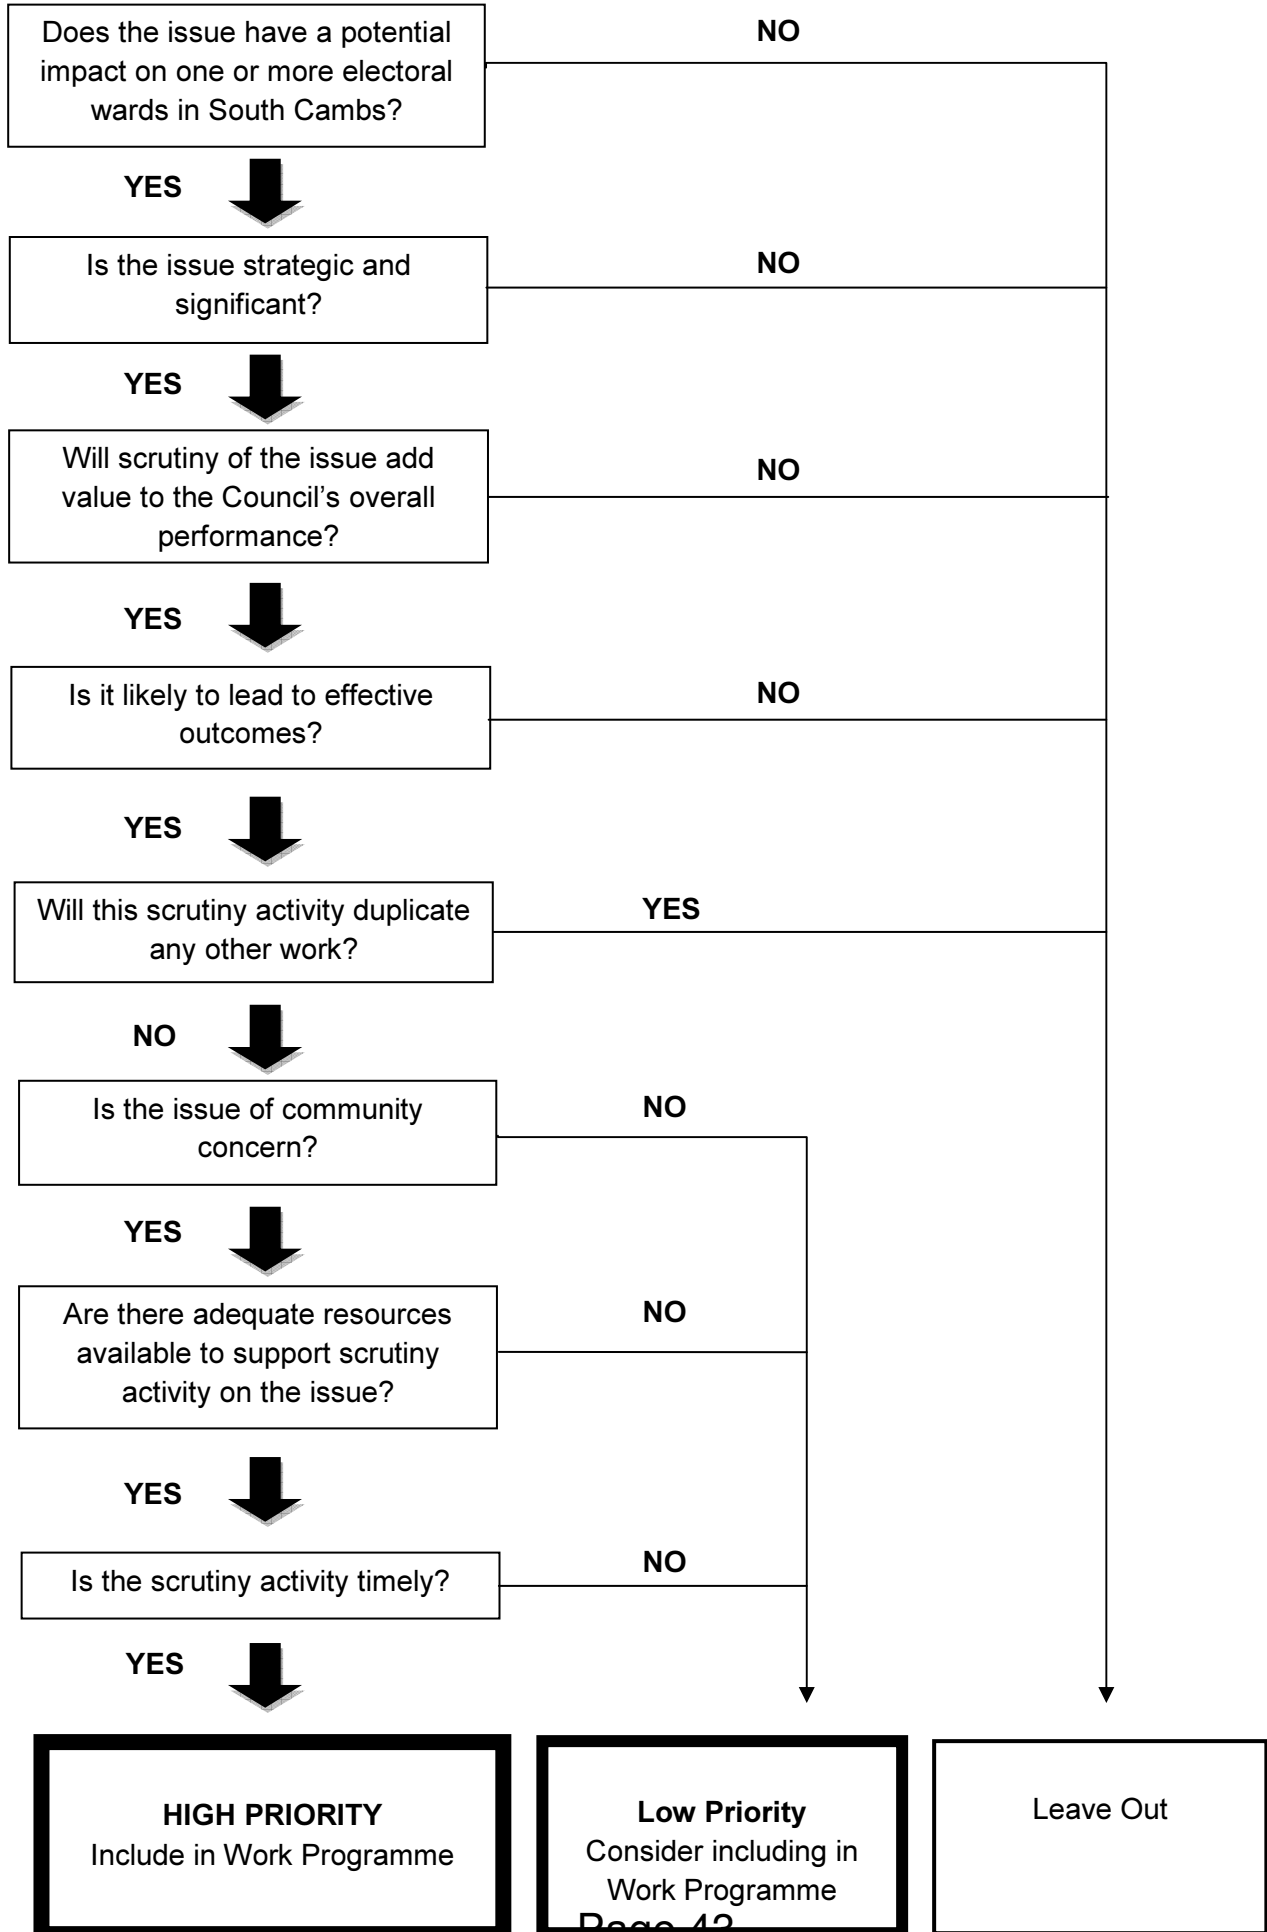 Does the issue have a potential
impact on one or more electoral
wards in South Cambs?
NO
YES
Is the issue strategic and
significant?
NO
YES
Will scrutiny of the issue add
value to the Council’s overall
performance?
NO
YES
Is it likely to lead to effective
outcomes?
NO
YES
Will this scrutiny activity duplicate
any other work?
YES
NO
Is the issue of community
concern?
NO
YES
Are there adequate resources
available to support scrutiny
activity on the issue?
NO
YES
Is the scrutiny activity timely?
NO
YES
HIGH PRIORITY
Include in Work Programme
Low Priority
Consider including in
Work Programme
Leave Out
Page 42